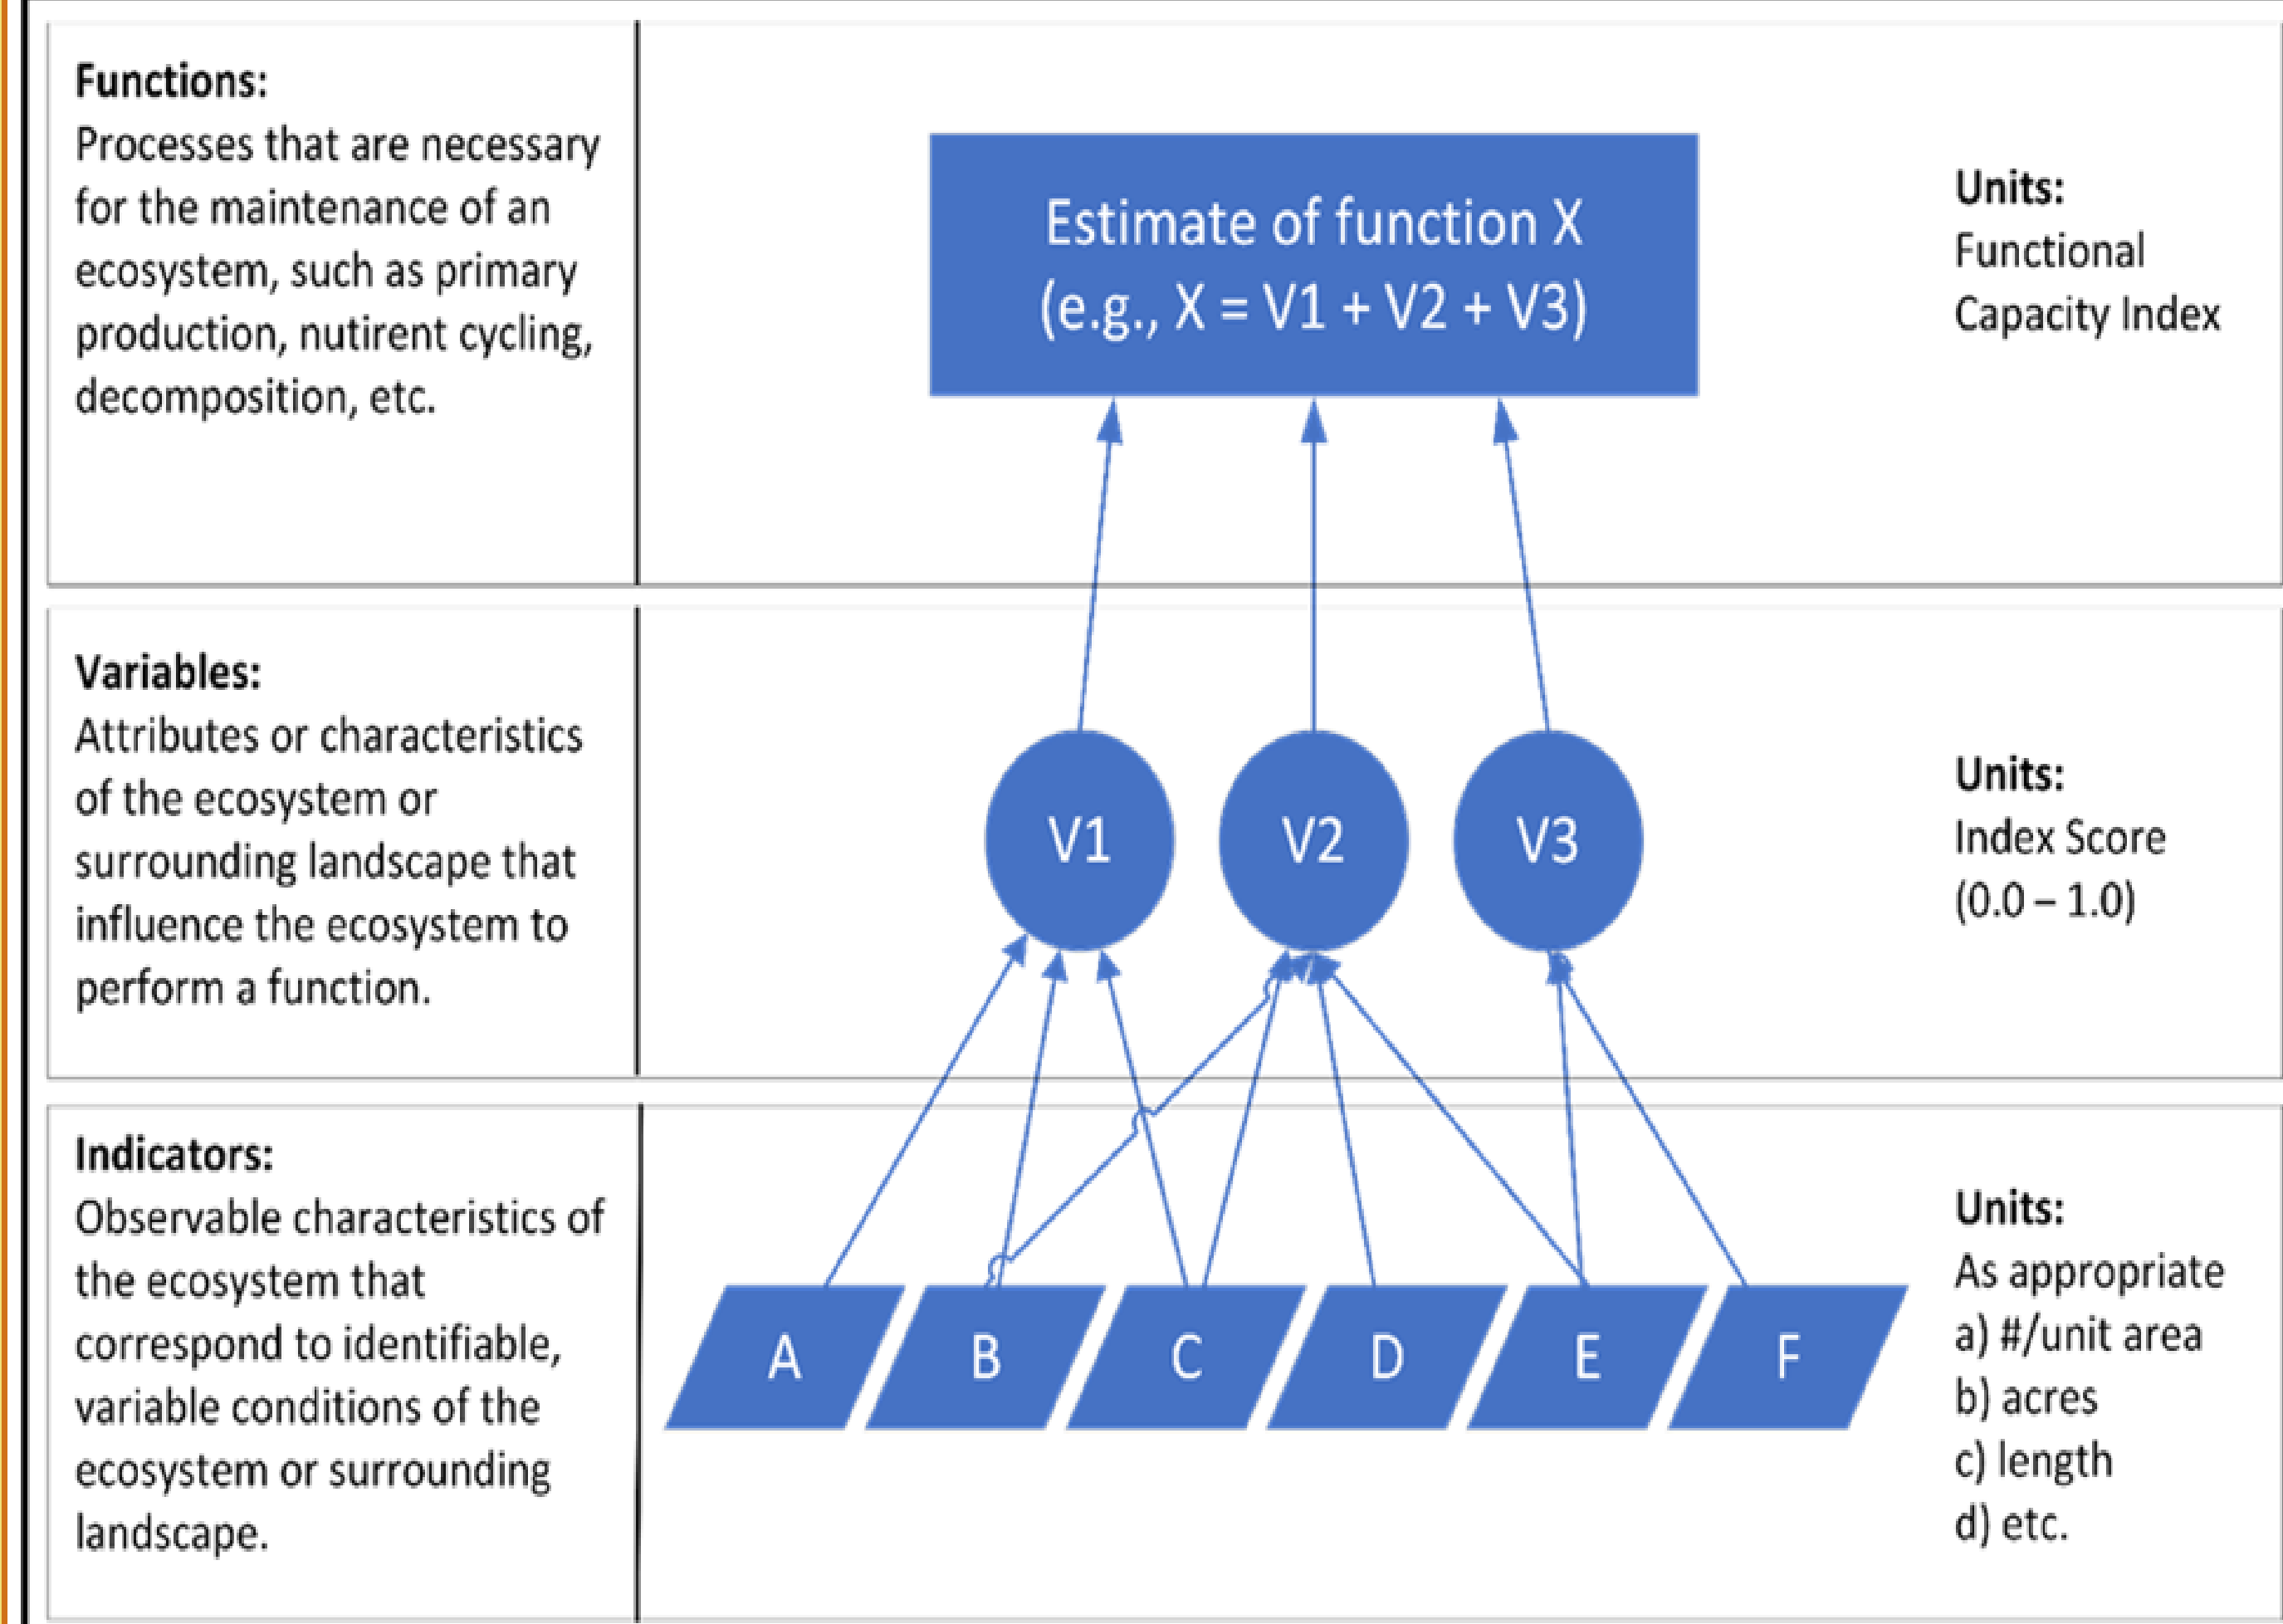 Functions:
Processes that are necessary
for the maintenance of an
ecosystem, such as primary
production, nutirent cycling,
decomposition, etc.
Estimate of function X
(e.g., X = V1 + V2 + V3)
Units:
Functional
Capacity Index
Variables:
Attributes or characteristics
of the ecosystem or
surrounding landscape that
influence the ecosystem to
perform a function.
V1
V2
V3
Units:
Index Score
(0.0 – 1.0)
Indicators:
Observable characteristics of
the ecosystem that
correspond to identifiable,
variable conditions of the
ecosystem or surrounding
landscape.
A
B
C
D
E
F
Units:
As appropriate
a) #/unit area
b) acres
c) length
d) etc.